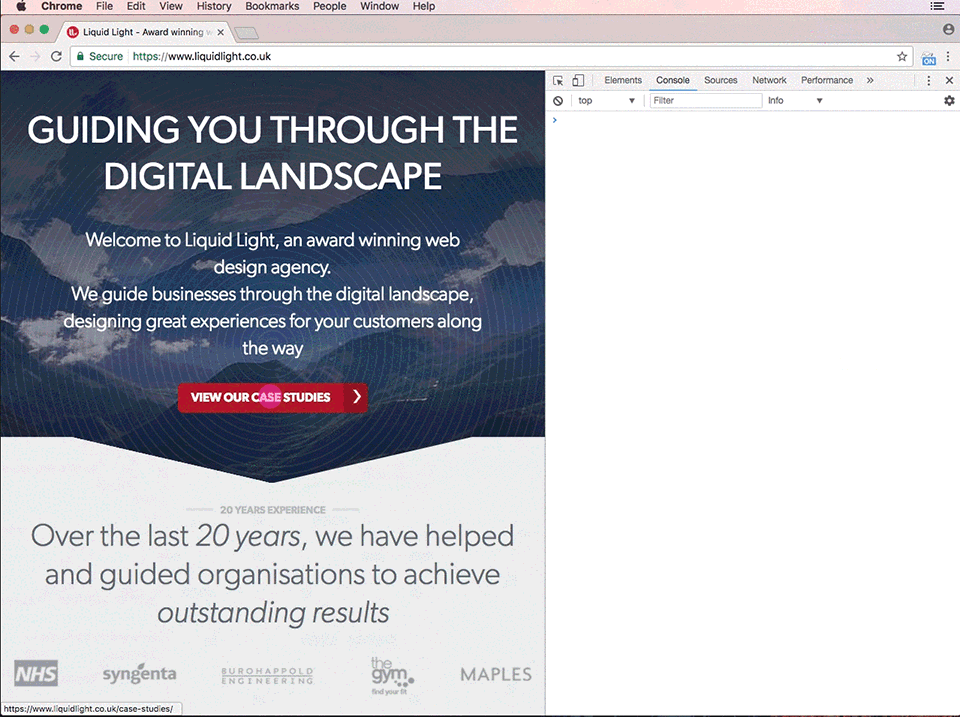 Chrome File Edit View History Bookmarks People Window Help
Liquid Light - Award winning w
Secure https://www.liquidlight.co.uk
ON
Elements Console Sources Network Performance »
top Filter Info
GUIDING YOU THROUGH THE
DIGITAL LANDSCAPE
Welcome to Liquid Light, an award winning web
design agency.
We guide businesses through the digital landscape,
designing great experiences for your customers along
the way
VIEW OUR CASE STUDIES
20 YEARS EXPERIENCE
Over the last 20 years, we have helped
and guided organisations to achieve
outstanding results
NHS syngenta BUROHAPPOLD ENGINEERING the gym find your fit MAPLES
https://www.liquidlight.co.uk/case-studies/